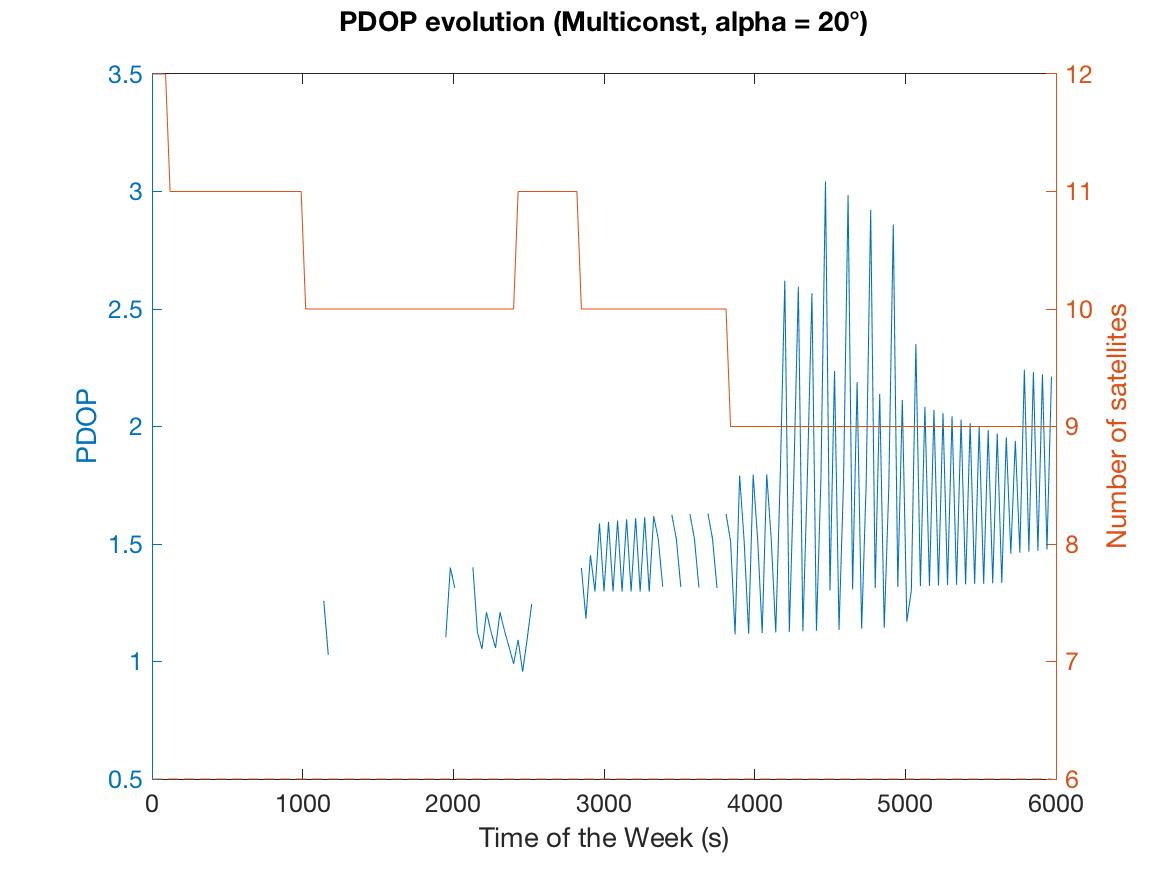 PDOP evolution (Multiconst, alpha = 20°)
3.5
3
2.5
2
1.5
1
0.5
PDOP
12
11
10
9
8
7
6
Number of satellites
0 1000 2000 3000 4000 5000 6000
Time of the Week (s)